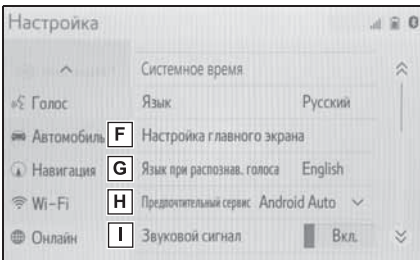 Настройка
Системное время
Голос
Язык Русский
Автомобиль F Настройка главного экрана
Навигация G Язык при распознав. голоса English
Wi-Fi H Предпочтительный сервис Android Auto
Онлайн I Звуковой сигнал Вкл.